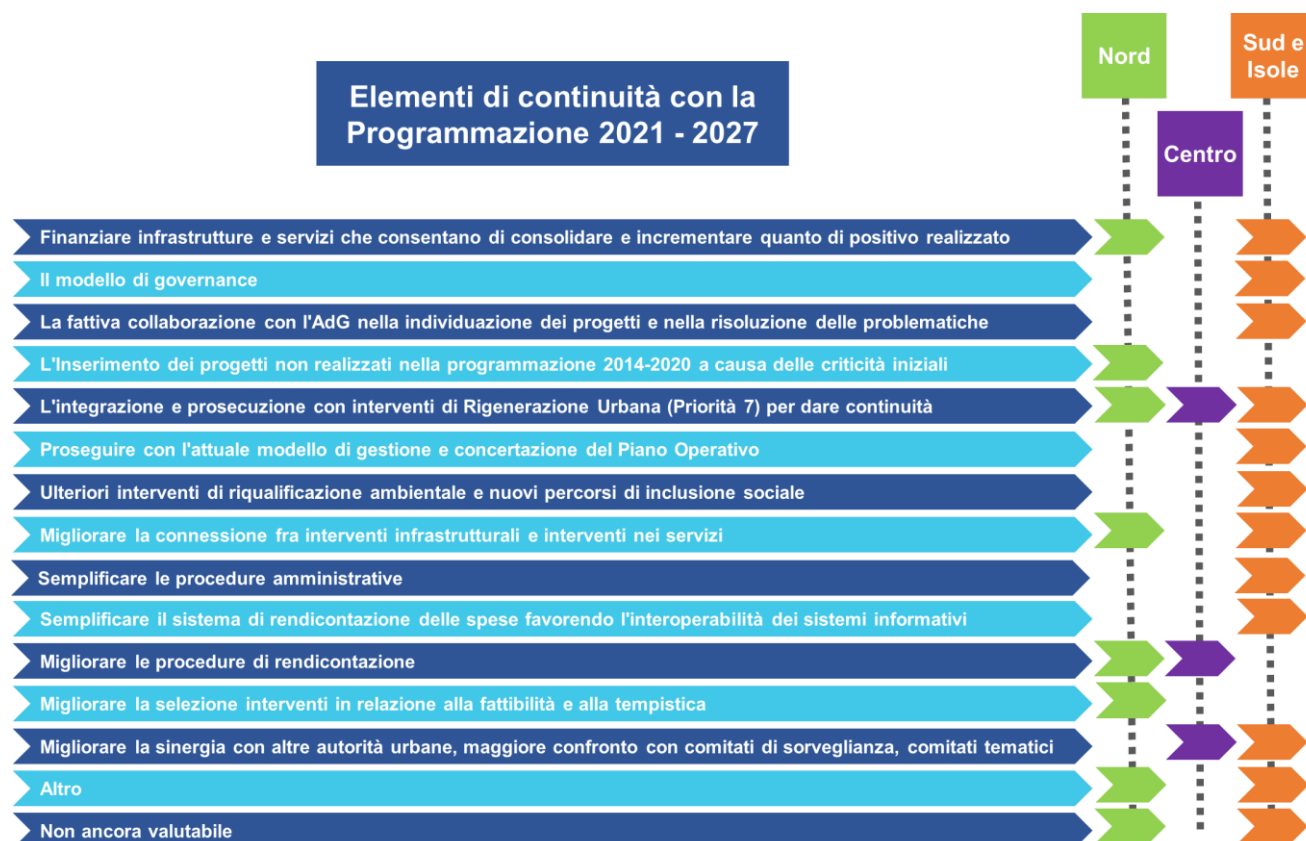 Elementi di continuità con la
Programmazione 2021 - 2027
Nord
Centro
Sud e
Isole
Finanziare infrastrutture e servizi che consentano di consolidare e incrementare quanto di positivo realizzato
Il modello di governance
La fattiva collaborazione con l'AdG nella individuazione dei progetti e nella risoluzione delle problematiche
L'Inserimento dei progetti non realizzati nella programmazione 2014-2020 a causa delle criticità iniziali
L'integrazione e prosecuzione con interventi di Rigenerazione Urbana (Priorità 7) per dare continuità
Proseguire con l'attuale modello di gestione e concertazione del Piano Operativo
Ulteriori interventi di riqualificazione ambientale e nuovi percorsi di inclusione sociale
Migliorare la connessione fra interventi infrastrutturali e interventi nei servizi
Semplificare le procedure amministrative
Semplificare il sistema di rendicontazione delle spese favorendo l'interoperabilità dei sistemi informativi
Migliorare le procedure di rendicontazione
Migliorare la selezione interventi in relazione alla fattibilità e alla tempistica
Migliorare la sinergia con altre autorità urbane, maggiore confronto con comitati di sorveglianza, comitati tematici
Altro
Non ancora valutabile